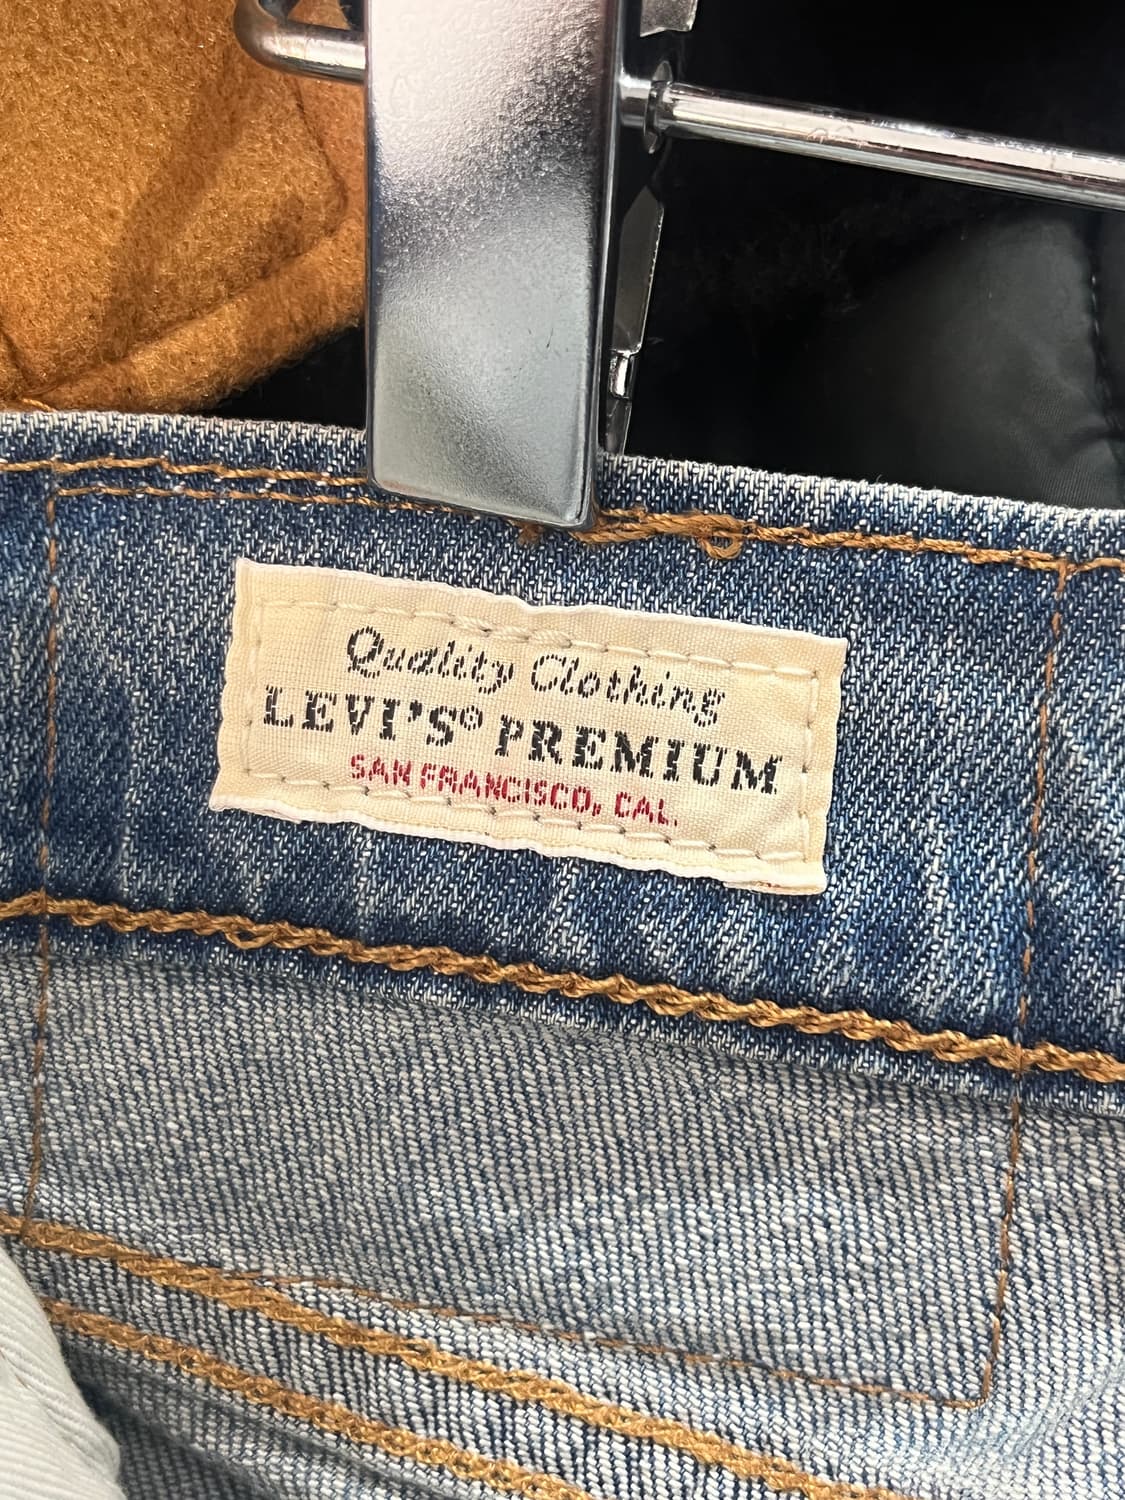 Quality Clothing
LEVI'S® PREMIUM
SAN FRANCISCO, CAL.